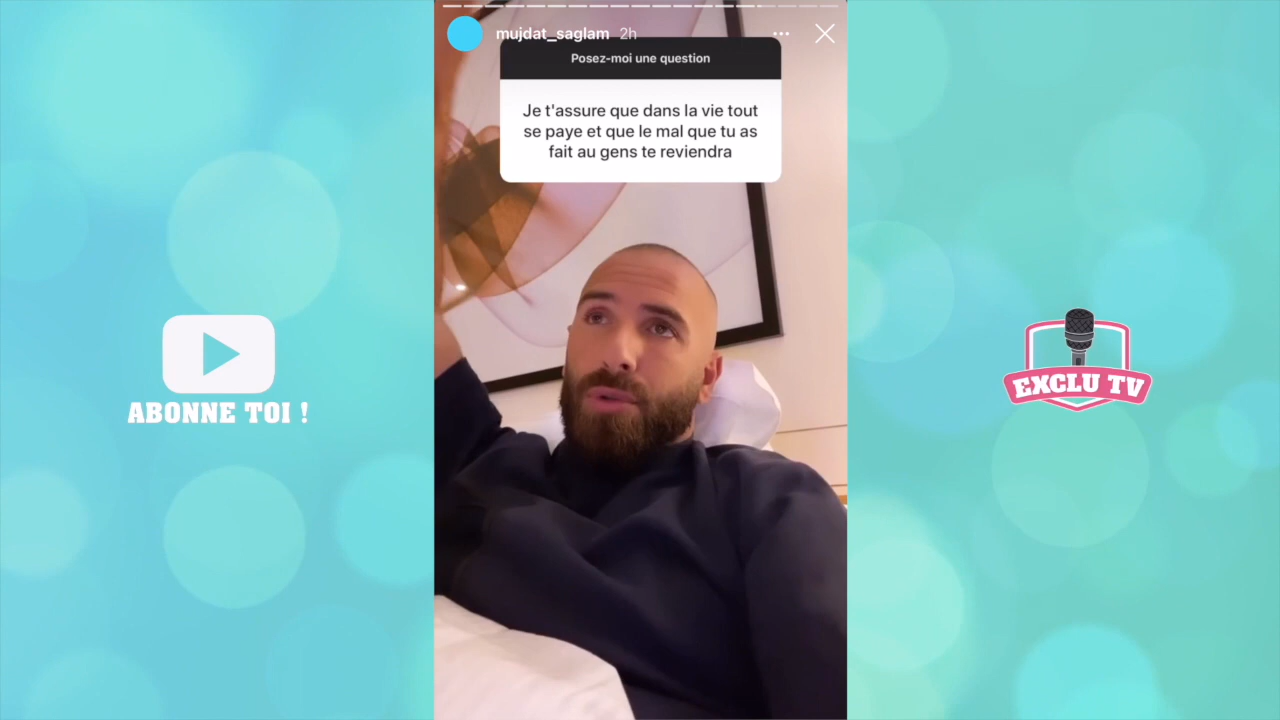 mujdat_saglam 2h
Posez-moi une question
Je t'assure que dans la vie tout
se paye et que le mal que tu as
fait au gens te reviendra
ABONNE TOI !
EXCLU TV